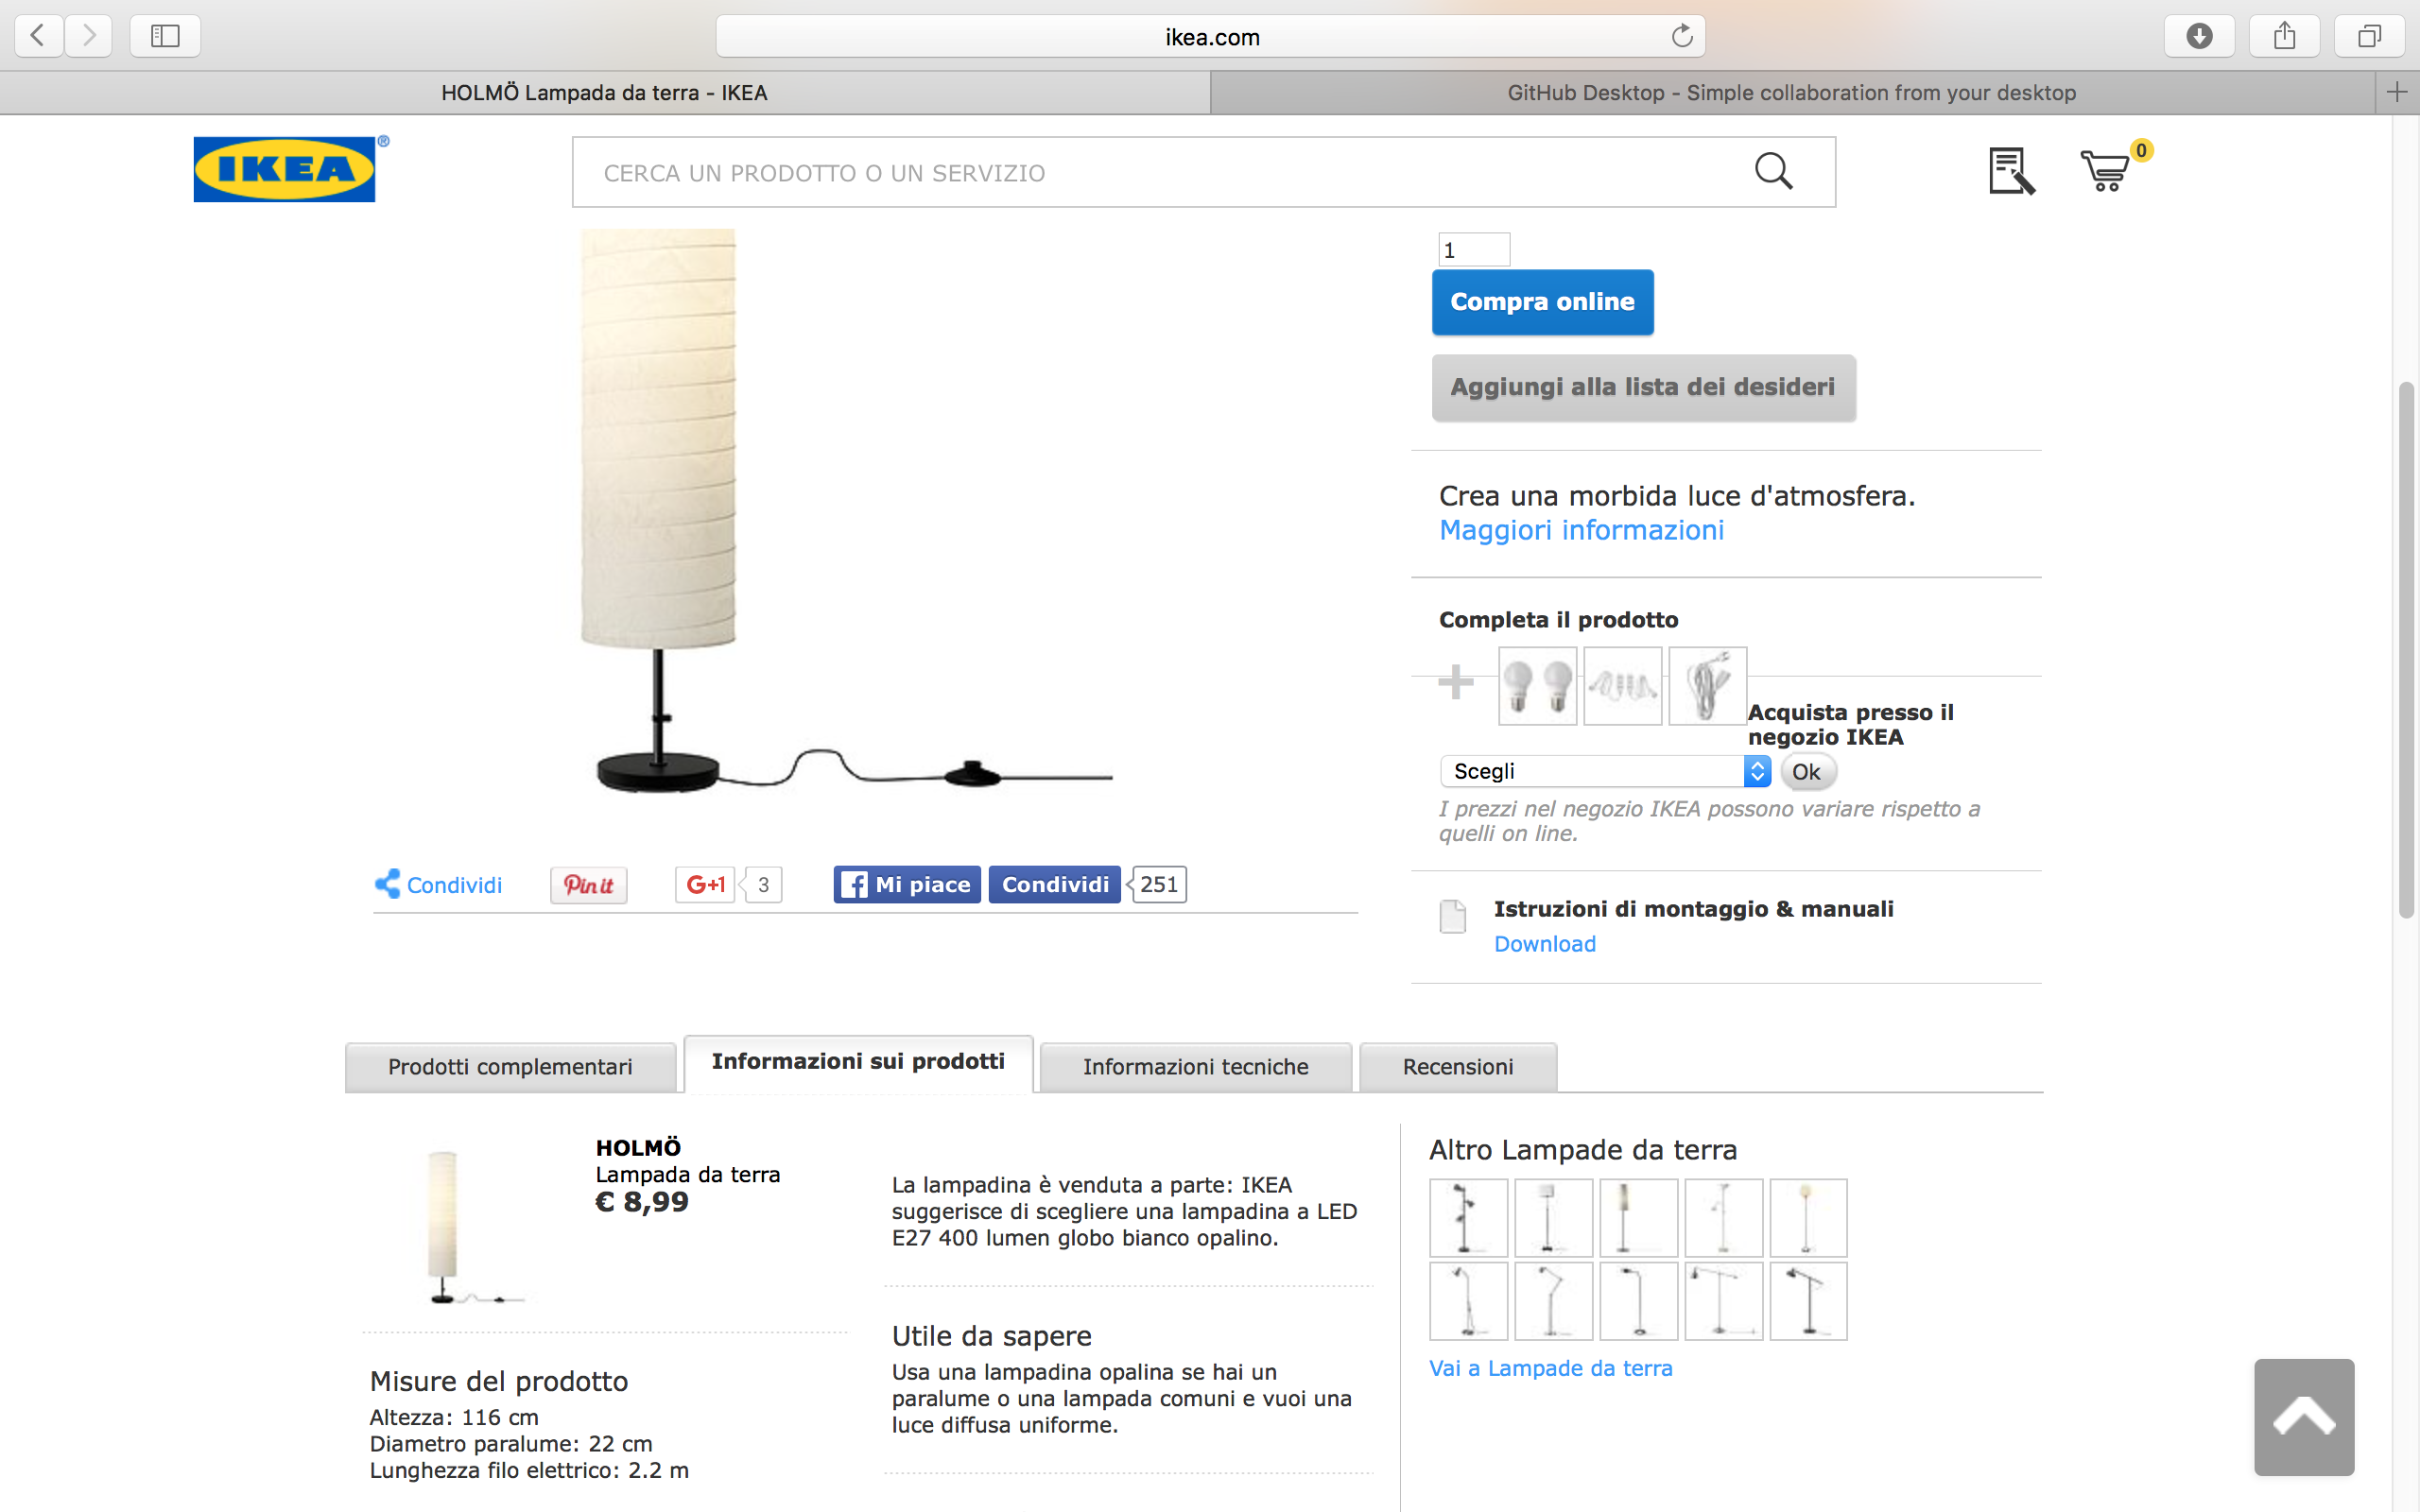 ikea.com
HOLMÖ Lampada da terra - IKEA
GitHub Desktop - Simple collaboration from your desktop
IKEA ®
CERCA UN PRODOTTO O UN SERVIZIO
0
1
Compra online
Aggiungi alla lista dei desideri
Crea una morbida luce d'atmosfera.
Maggiori informazioni
Completa il prodotto
Acquista presso il
negozio IKEA
Scegli
Ok
I prezzi nel negozio IKEA possono variare rispetto a
quelli on line.
Condividi
Pin it
G+1
3
Mi piace
Condividi
251
Istruzioni di montaggio & manuali
Download
Prodotti complementari
Informazioni sui prodotti
Informazioni tecniche
Recensioni
HOLMÖ
Lampada da terra
€ 8,99
Misure del prodotto
Altezza: 116 cm
Diametro paralume: 22 cm
Lunghezza filo elettrico: 2.2 m
La lampadina è venduta a parte: IKEA
suggerisce di scegliere una lampadina a LED
E27 400 lumen globo bianco opalino.
Utile da sapere
Usa una lampadina opalina se hai un
paralume o una lampada comuni e vuoi una
luce diffusa uniforme.
Altro Lampade da terra
Vai a Lampade da terra